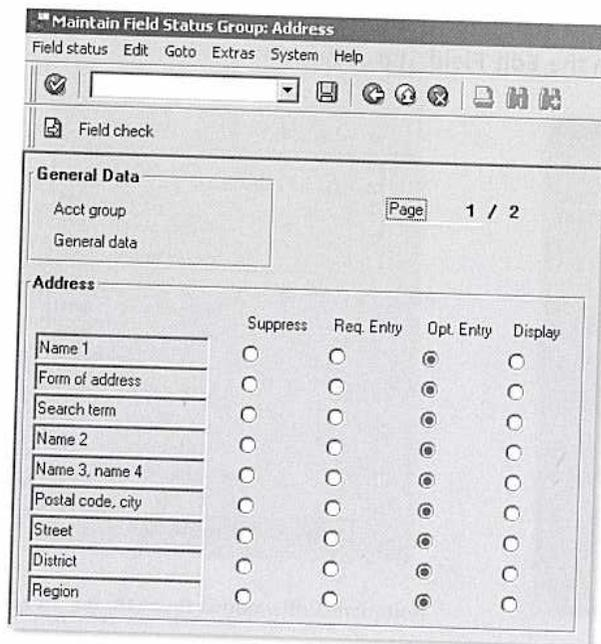 Maintain Field Status Group: Address
Field status Edit Goto Extras System Help
Field check
General Data
Acct group
General data
Page 1 / 2
Address
Suppress Req. Entry Opt. Entry Display
Name 1
Form of address
Search term
Name 2
Name 3, name 4
Postal code, city
Street
District
Region